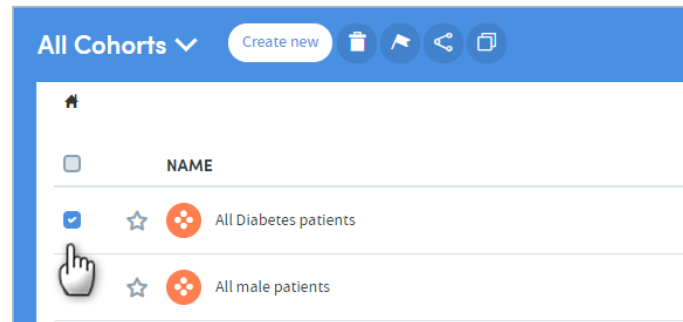 All Cohorts
Create new
NAME
All Diabetes patients
All male patients